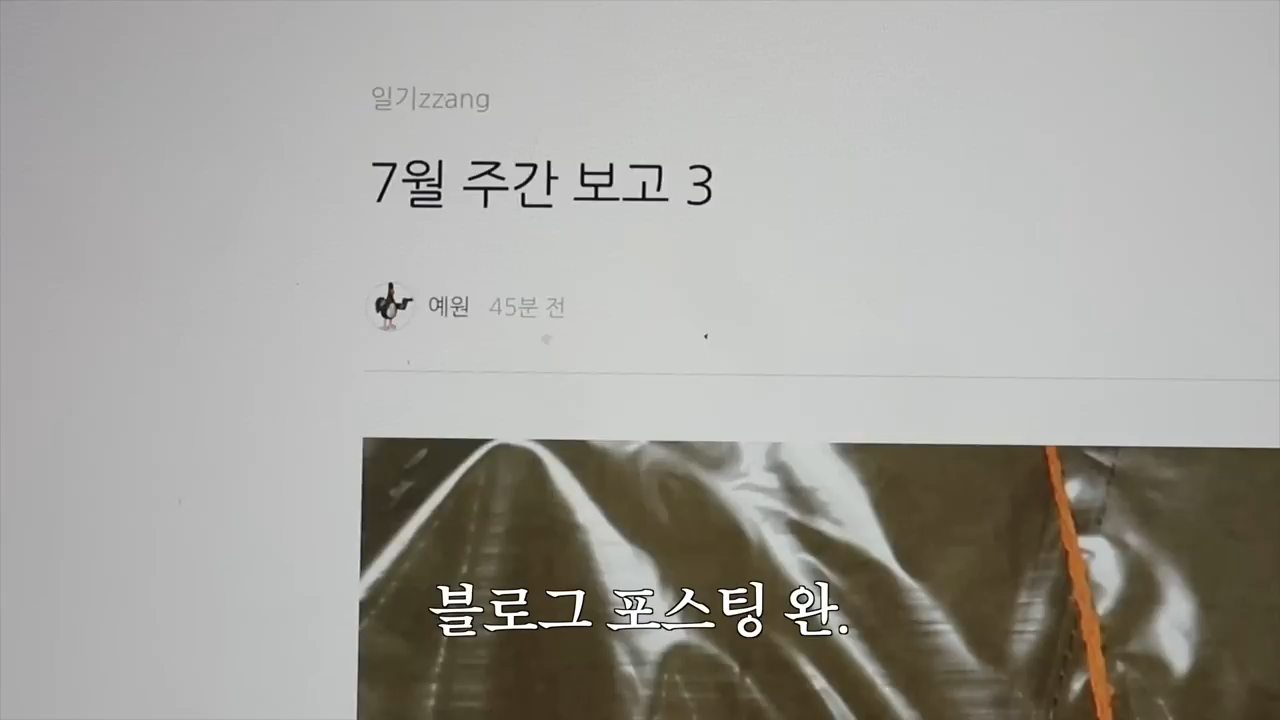 일기zzang
7월 주간 보고 3
예원 45분 전
블로그 포스팅 완.